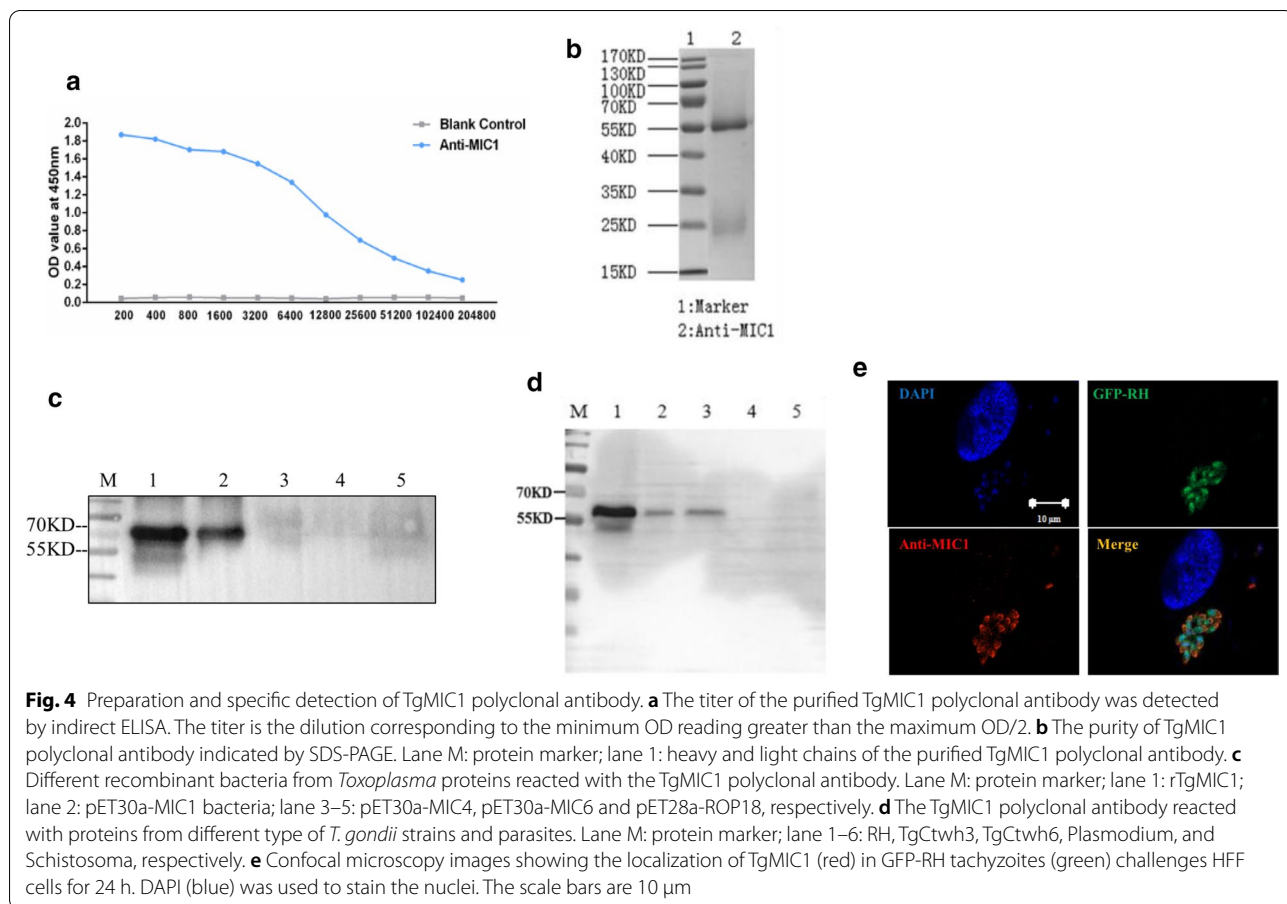 a
2.0
1.8
1.6
1.4
1.2
1.0
0.8
0.6
0.4
0.2
0.0
OD value at 450nm
Blank Control
Anti-MIC1
200 400 800 1600 3200 6400 12800 25600 51200 102400 204800
b
1 2
170KD
130KD
100KD
70KD
55KD
40KD
35KD
25KD
15KD
1:Marker
2:Anti-MIC1
c
M 1 2 3 4 5
70KD--
55KD--
d
M 1 2 3 4 5
70KD
55KD
e
DAPI
GFP-RH
10 μm
Anti-MIC1
Merge
Fig. 4 Preparation and specific detection of TgMIC1 polyclonal antibody. a The titer of the purified TgMIC1 polyclonal antibody was detected
by indirect ELISA. The titer is the dilution corresponding to the minimum OD reading greater than the maximum OD/2. b The purity of TgMIC1
polyclonal antibody indicated by SDS-PAGE. Lane M: protein marker; lane 1: heavy and light chains of the purified TgMIC1 polyclonal antibody. c
Different recombinant bacteria from Toxoplasma proteins reacted with the TgMIC1 polyclonal antibody. Lane M: protein marker; lane 1: rTgMIC1;
lane 2: pET30a-MIC1 bacteria; lane 3–5: pET30a-MIC4, pET30a-MIC6 and pET28a-ROP18, respectively. d The TgMIC1 polyclonal antibody reacted
with proteins from different type of T. gondii strains and parasites. Lane M: protein marker; lane 1–6: RH, TgCtwh3, TgCtwh6, Plasmodium, and
Schistosoma, respectively. e Confocal microscopy images showing the localization of TgMIC1 (red) in GFP-RH tachyzoites (green) challenges HFF
cells for 24 h. DAPI (blue) was used to stain the nuclei. The scale bars are 10 μm